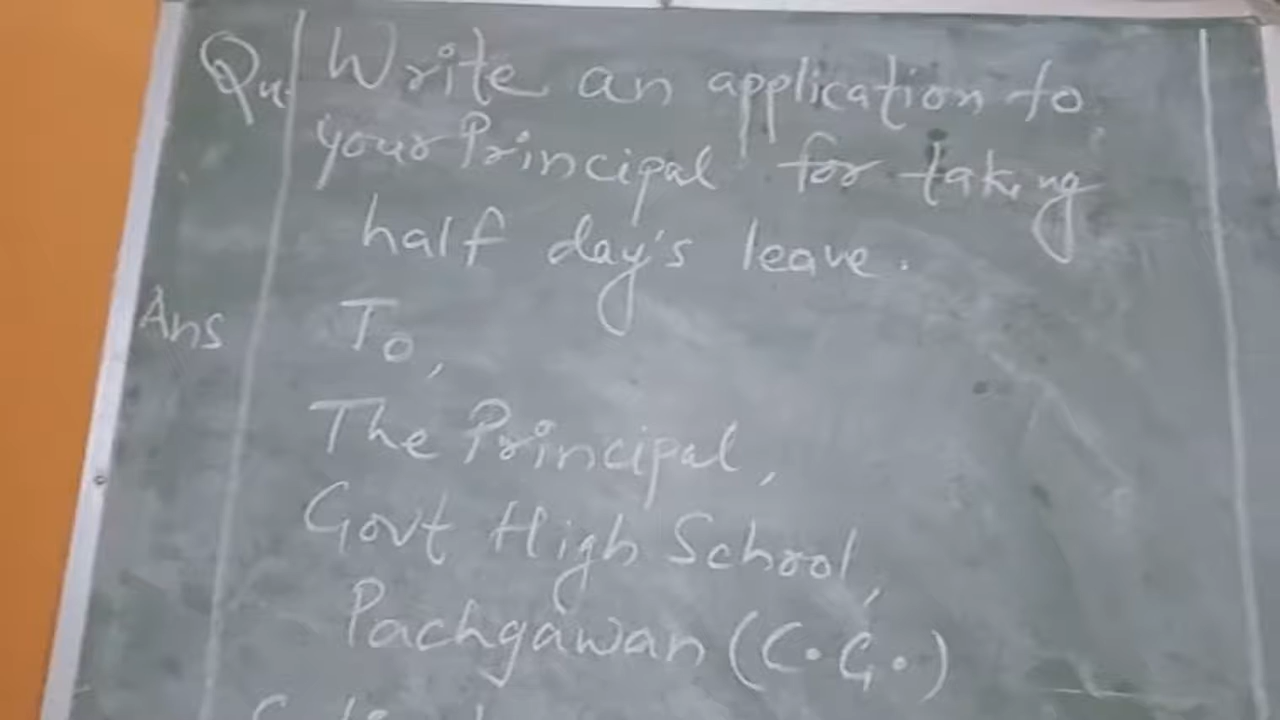 Qu. Write an application to
your Principal for taking
half day's leave.
Ans To,
The Principal,
Govt High School,
Pachgawan (C.G.)